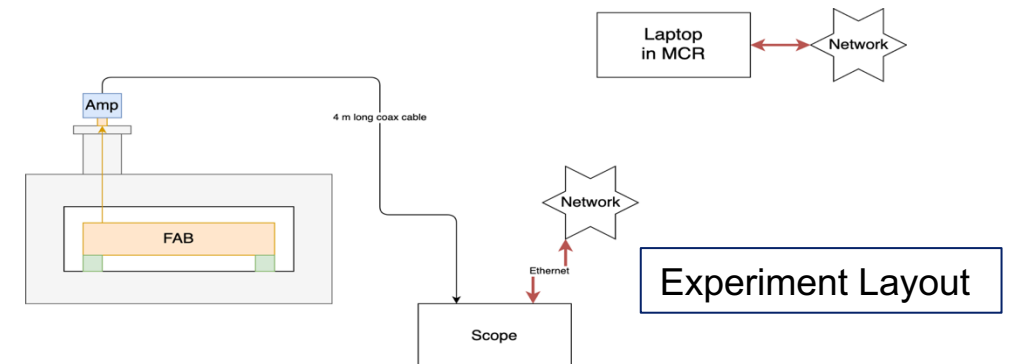 Laptop
in MCR
Network
Amp
4 m long coax cable
Network
FAB
Ethernet
Experiment Layout
Scope